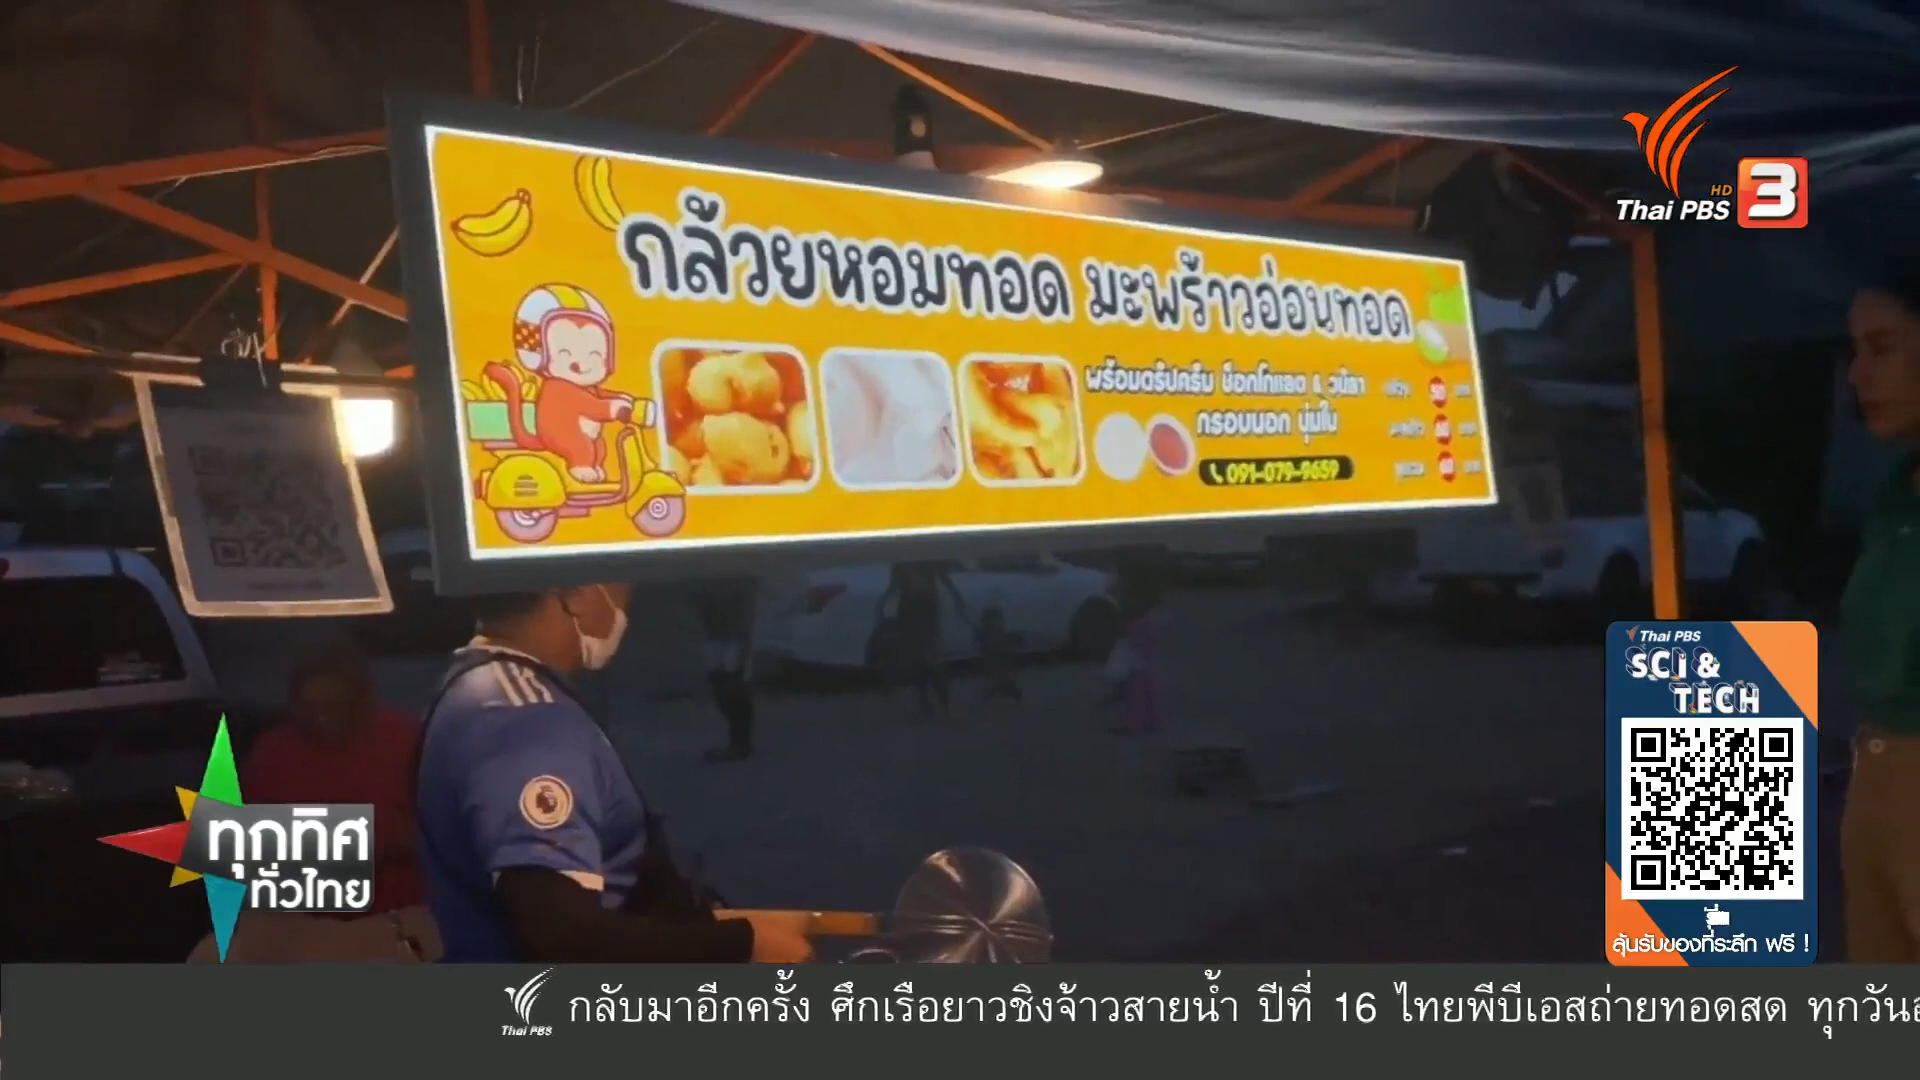 กล้วยหอมทอด มะพร้าวอ่อนทอด
พร้อมดริปครีม ช็อกโกแลต & วนิลา
กรอบนอก นุ่มใน
091-079-9659
HD
Thai PBS 3
Thai PBS
SCI &
TECH
ลุ้นรับของที่ระลึก ฟรี !
ทุกทิศ
ทั่วไทย
Thai PBS กลับมาอีกครั้ง ศึกเรือยาวชิงจ้าวสายน้ำ ปีที่ 16 ไทยพีบีเอสถ่ายทอดสด ทุกวัน